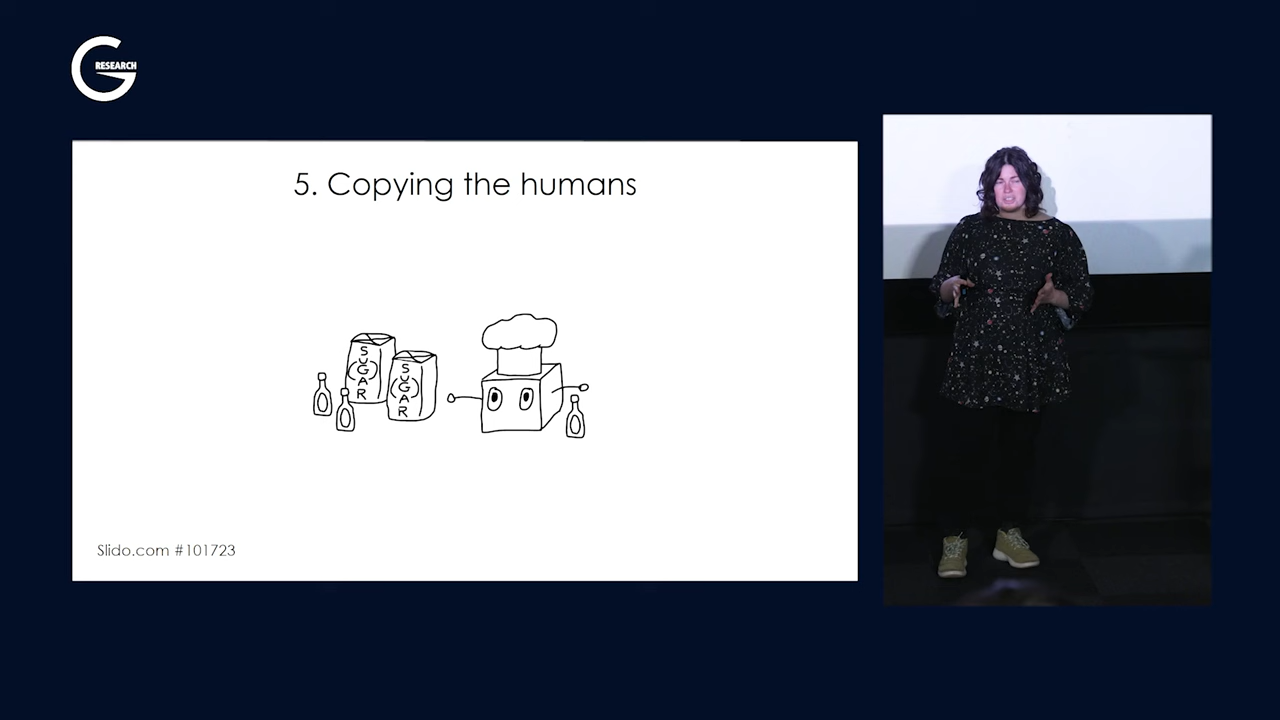 RESEARCH
5. Copying the humans
SUGAR
SUGAR
Slido.com #101723